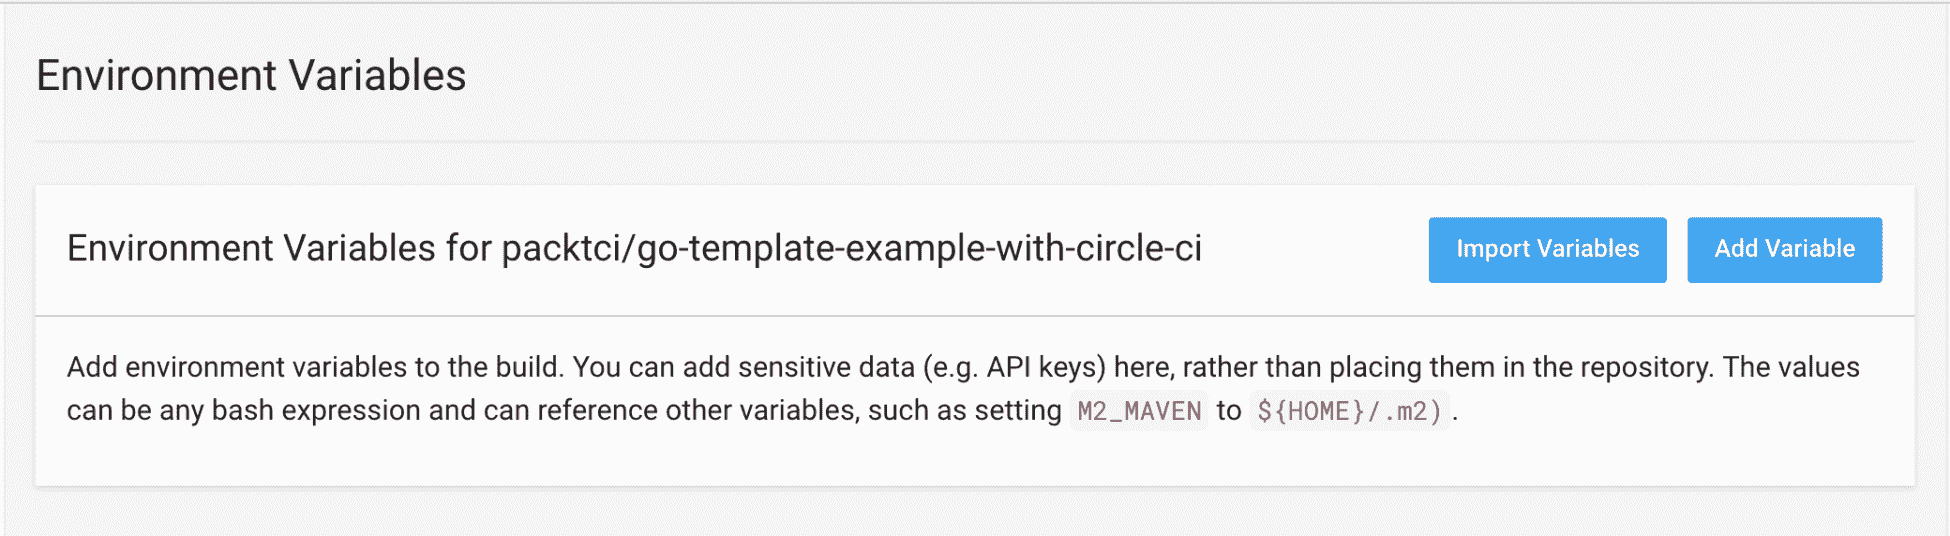 Environment Variables
Environment Variables for packtci/go-template-example-with-circle-ci
Import Variables
Add Variable
Add environment variables to the build. You can add sensitive data (e.g. API keys) here, rather than placing them in the repository. The values
can be any bash expression and can reference other variables, such as setting M2_MAVEN to ${HOME}/.m2).